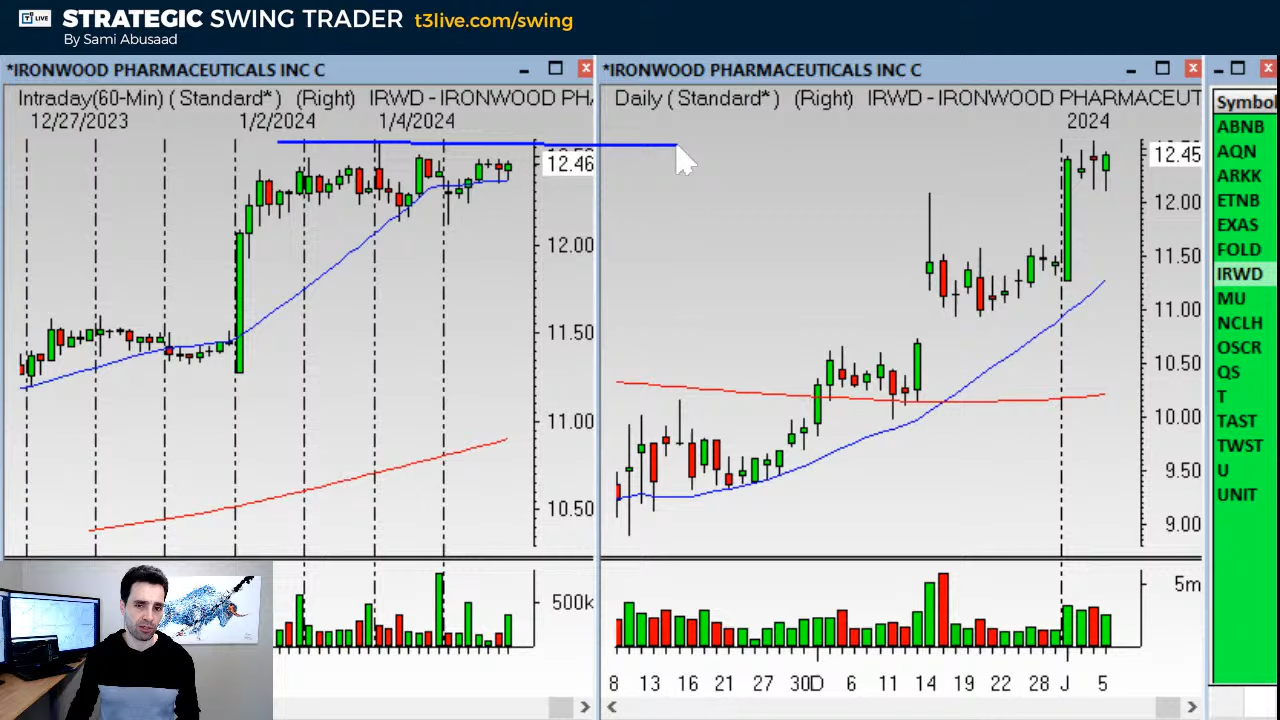 T3 LIVE STRATEGIC SWING TRADER t3live.com/swing
By Sami Abusaad
*IRONWOOD PHARMACEUTICALS INC C
Intraday(60-Min) ( Standard* ) (Right) IRWD - IRONWOOD PH
12/27/2023 1/2/2024 1/4/2024
12.46
12.00
11.50
11.00
10.50
500k
*IRONWOOD PHARMACEUTICALS INC C
Daily ( Standard* ) (Right) IRWD - IRONWOOD PHARMACEUT
2024
12.45
12.00
11.50
11.00
10.50
10.00
9.50
9.00
5m
8 13 16 21 27 30D 6 11 14 19 22 28 J 5
Symbol
ABNB
AQN
ARKK
ETNB
EXAS
FOLD
IRWD
MU
NCLH
OSCR
QS
T
TAST
TWST
U
UNIT